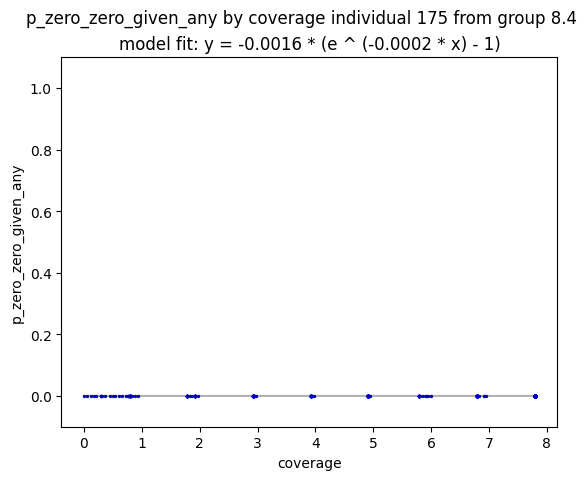 p_zero_zero_given_any by coverage individual 175 from group 8.4
model fit: y = -0.0016 * (e ^ (-0.0002 * x) - 1)
1.0
0.8
0.6
0.4
0.2
0.0
p_zero_zero_given_any
0 1 2 3 4 5 6 7 8
coverage